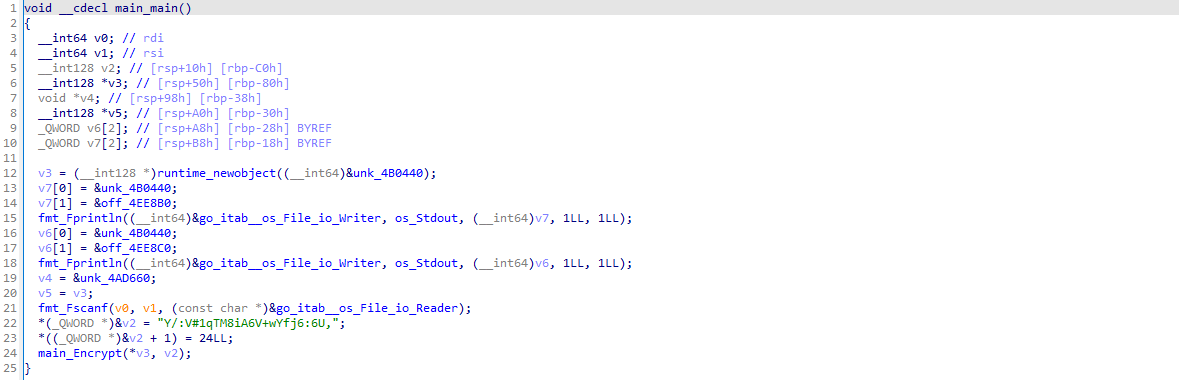 1 void __cdecl main_main()
2 {
3 __int64 v0; // rdi
4 __int64 v1; // rsi
5 __int128 v2; // [rsp+10h] [rbp-C0h]
6 __int128 *v3; // [rsp+50h] [rbp-80h]
7 void *v4; // [rsp+98h] [rbp-38h]
8 __int128 *v5; // [rsp+A0h] [rbp-30h]
9 _QWORD v6[2]; // [rsp+A8h] [rbp-28h] BYREF
10 _QWORD v7[2]; // [rsp+B8h] [rbp-18h] BYREF
11
12 v3 = (__int128 *)runtime_newobject((__int64)&unk_4B0440);
13 v7[0] = &unk_4B0440;
14 v7[1] = &off_4EE8B0;
15 fmt_Fprintln((__int64)&go_itab__os_File_io_Writer, os_Stdout, (__int64)v7, 1LL, 1LL);
16 v6[0] = &unk_4B0440;
17 v6[1] = &off_4EE8C0;
18 fmt_Fprintln((__int64)&go_itab__os_File_io_Writer, os_Stdout, (__int64)v6, 1LL, 1LL);
19 v4 = &unk_4AD660;
20 v5 = v3;
21 fmt_Fscanf(v0, v1, (const char *)&go_itab__os_File_io_Reader);
22 *(_QWORD *)&v2 = "Y/:V#1qTM8iA6V+wYfj6:6U,";
23 *((_QWORD *)&v2 + 1) = 24LL;
24 main_Encrypt(*v3, v2);
25 }